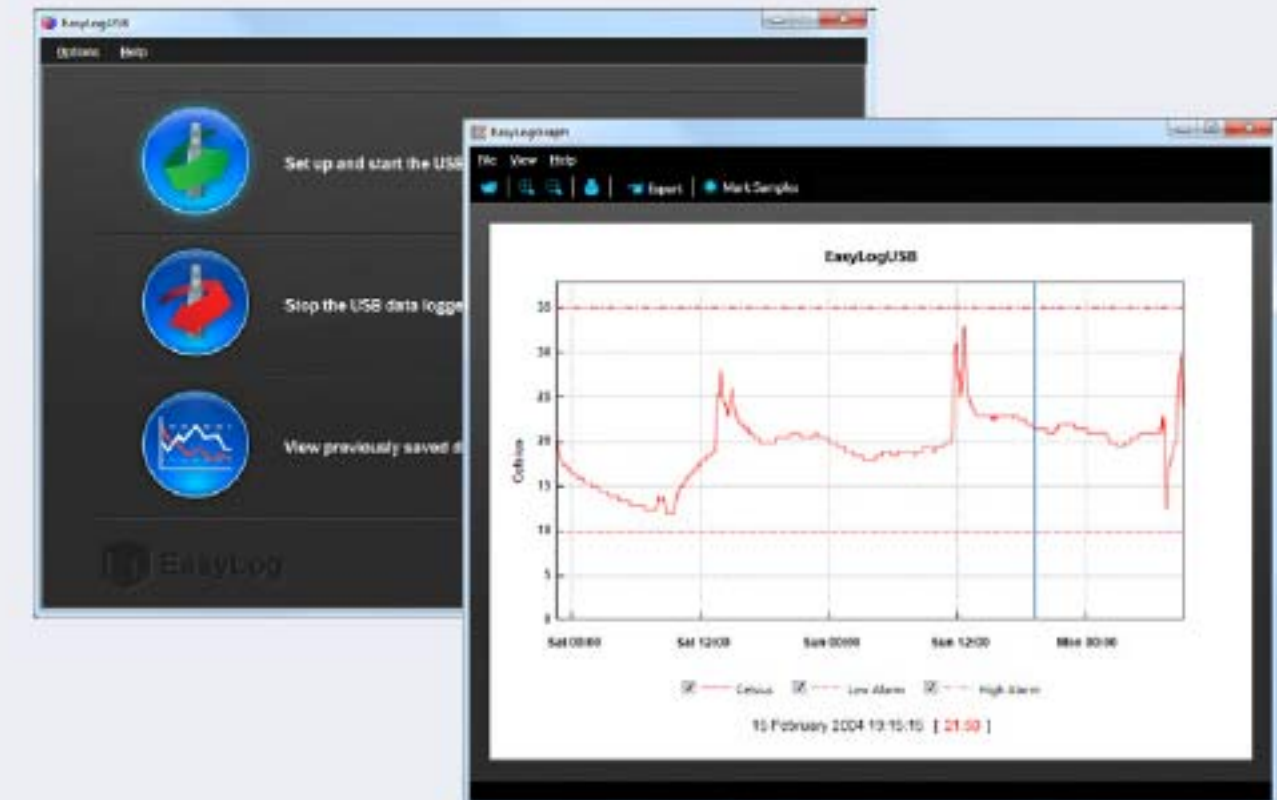 EasyLogUSB
Options Help
Set up and start the USB
Stop the USB data logge
View previously saved d
EasyLog
EasyLogGraph
File View Help
Export Mark Samples
EasyLogUSB
Celsius
35
30
25
20
15
10
5
0
Sat 00:00 Sat 12:00 Sun 00:00 Sun 12:00 Mon 00:00
Celsius Low Alarm High Alarm
15 February 2004 19:15:15 [ 21.50 ]